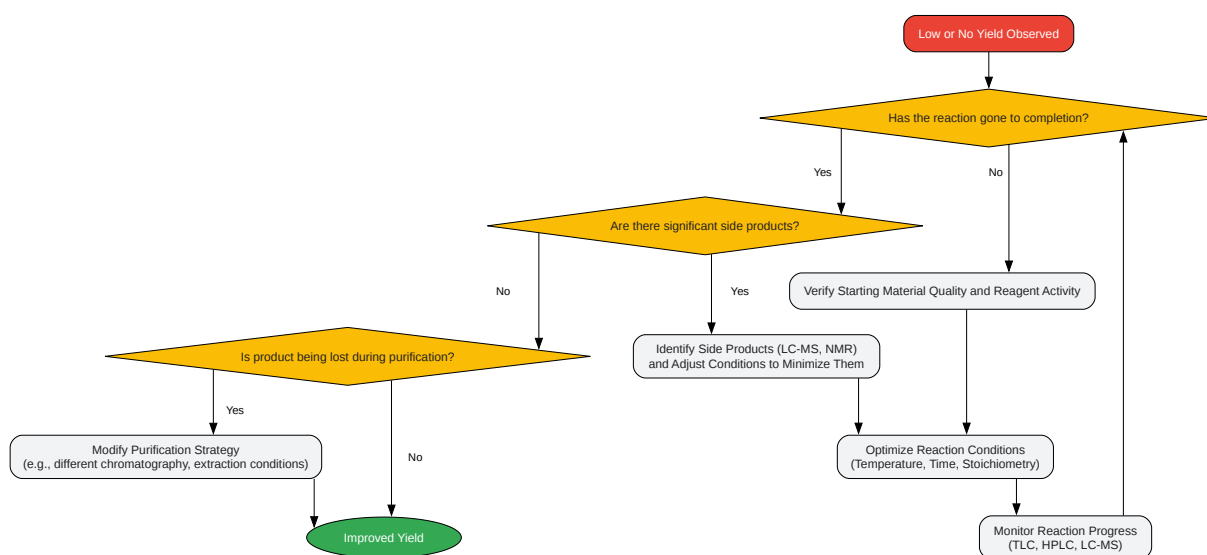 Low or No Yield Observed
Has the reaction gone to completion?
Yes
No
Are there significant side products?
No
Yes
Verify Starting Material Quality and Reagent Activity
Is product being lost during purification?
Identify Side Products (LC-MS, NMR)
and Adjust Conditions to Minimize Them
Yes
No
Modify Purification Strategy
(e.g., different chromatography, extraction conditions)
Optimize Reaction Conditions
(Temperature, Time, Stoichiometry)
Improved Yield
Monitor Reaction Progress
(TLC, HPLC, LC-MS)